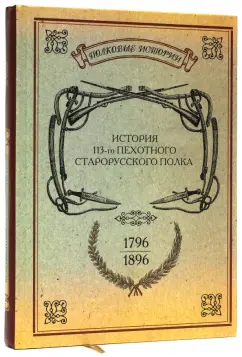 ПОЛКОВЫЕ ИСТОРИИ
ИСТОРИЯ
113-го ПЕХОТНОГО
СТАРОРУССКОГО ПОЛКА
1796
1896